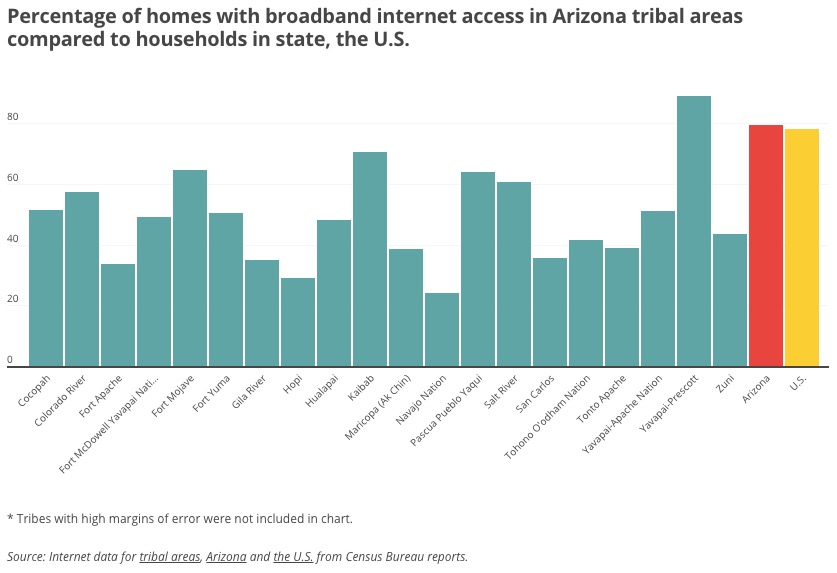 Percentage of homes with broadband internet access in Arizona tribal areas
compared to households in state, the U.S.
80
60
40
20
0
Cocopah
Colorado River
Fort Apache
Fort McDowell Yavapai Nati...
Fort Mojave
Fort Yuma
Gila River
Hopi
Hualapai
Kaibab
Maricopa (Ak Chin)
Navajo Nation
Pascua Pueblo Yaqui
Salt River
San Carlos
Tohono O'odham Nation
Tonto Apache
Yavapai-Apache Nation
Yavapai-Prescott
Zuni
Arizona
U.S.
* Tribes with high margins of error were not included in chart.
Source: Internet data for tribal areas, Arizona and the U.S. from Census Bureau reports.